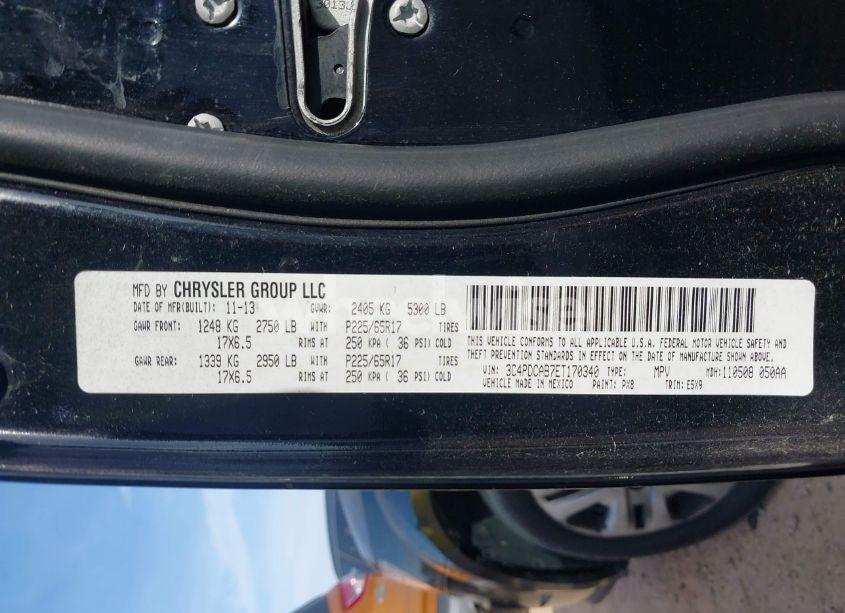 MFD BY CHRYSLER GROUP LLC
DATE OF MFR(BUILT): 11-13 GVWR: 2405 KG 5300 LB
GAWR FRONT: 1248 KG 2750 LB WITH P225/65R17 TIRES
17X6.5 RIMS AT 250 KPA ( 36 PSI) COLD
GAWR REAR: 1339 KG 2950 LB WITH P225/65R17 TIRES
17X6.5 RIMS AT 250 KPA ( 36 PSI) COLD
THIS VEHICLE CONFORMS TO ALL APPLICABLE U.S.A. FEDERAL MOTOR VEHICLE SAFETY AND
THEFT PREVENTION STANDARDS IN EFFECT ON THE DATE OF MANUFACTURE SHOWN ABOVE.
VIN: 3C4PDCAB7ET170340 TYPE: MPV MDH: 110508 050AA
VEHICLE MADE IN MEXICO PAINT: PX8 TRIM: E5X9